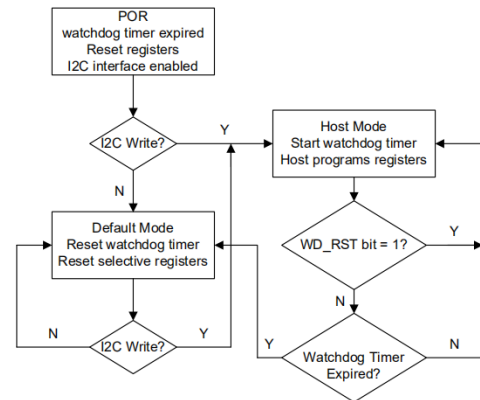 POR
watchdog timer expired
Reset registers
I2C interface enabled
I2C Write?
Y
N
Host Mode
Start watchdog timer
Host programs registers
Default Mode
Reset watchdog timer
Reset selective registers
WD_RST bit = 1?
Y
N
I2C Write?
N
Y
Watchdog Timer
Expired?
Y
N